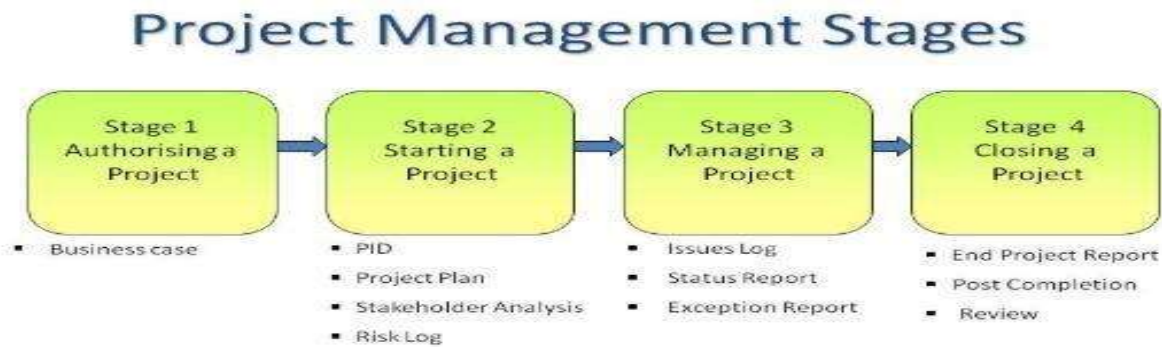 Project Management Stages
Stage 1
Authorising a
Project
Stage 2
Starting a
Project
Stage 3
Managing a
Project
Stage 4
Closing a
Project
▪ Business case
▪ PID
▪ Project Plan
▪ Stakeholder Analysis
▪ Risk Log
▪ Issues Log
▪ Status Report
▪ Exception Report
▪ End Project Report
▪ Post Completion
▪ Review